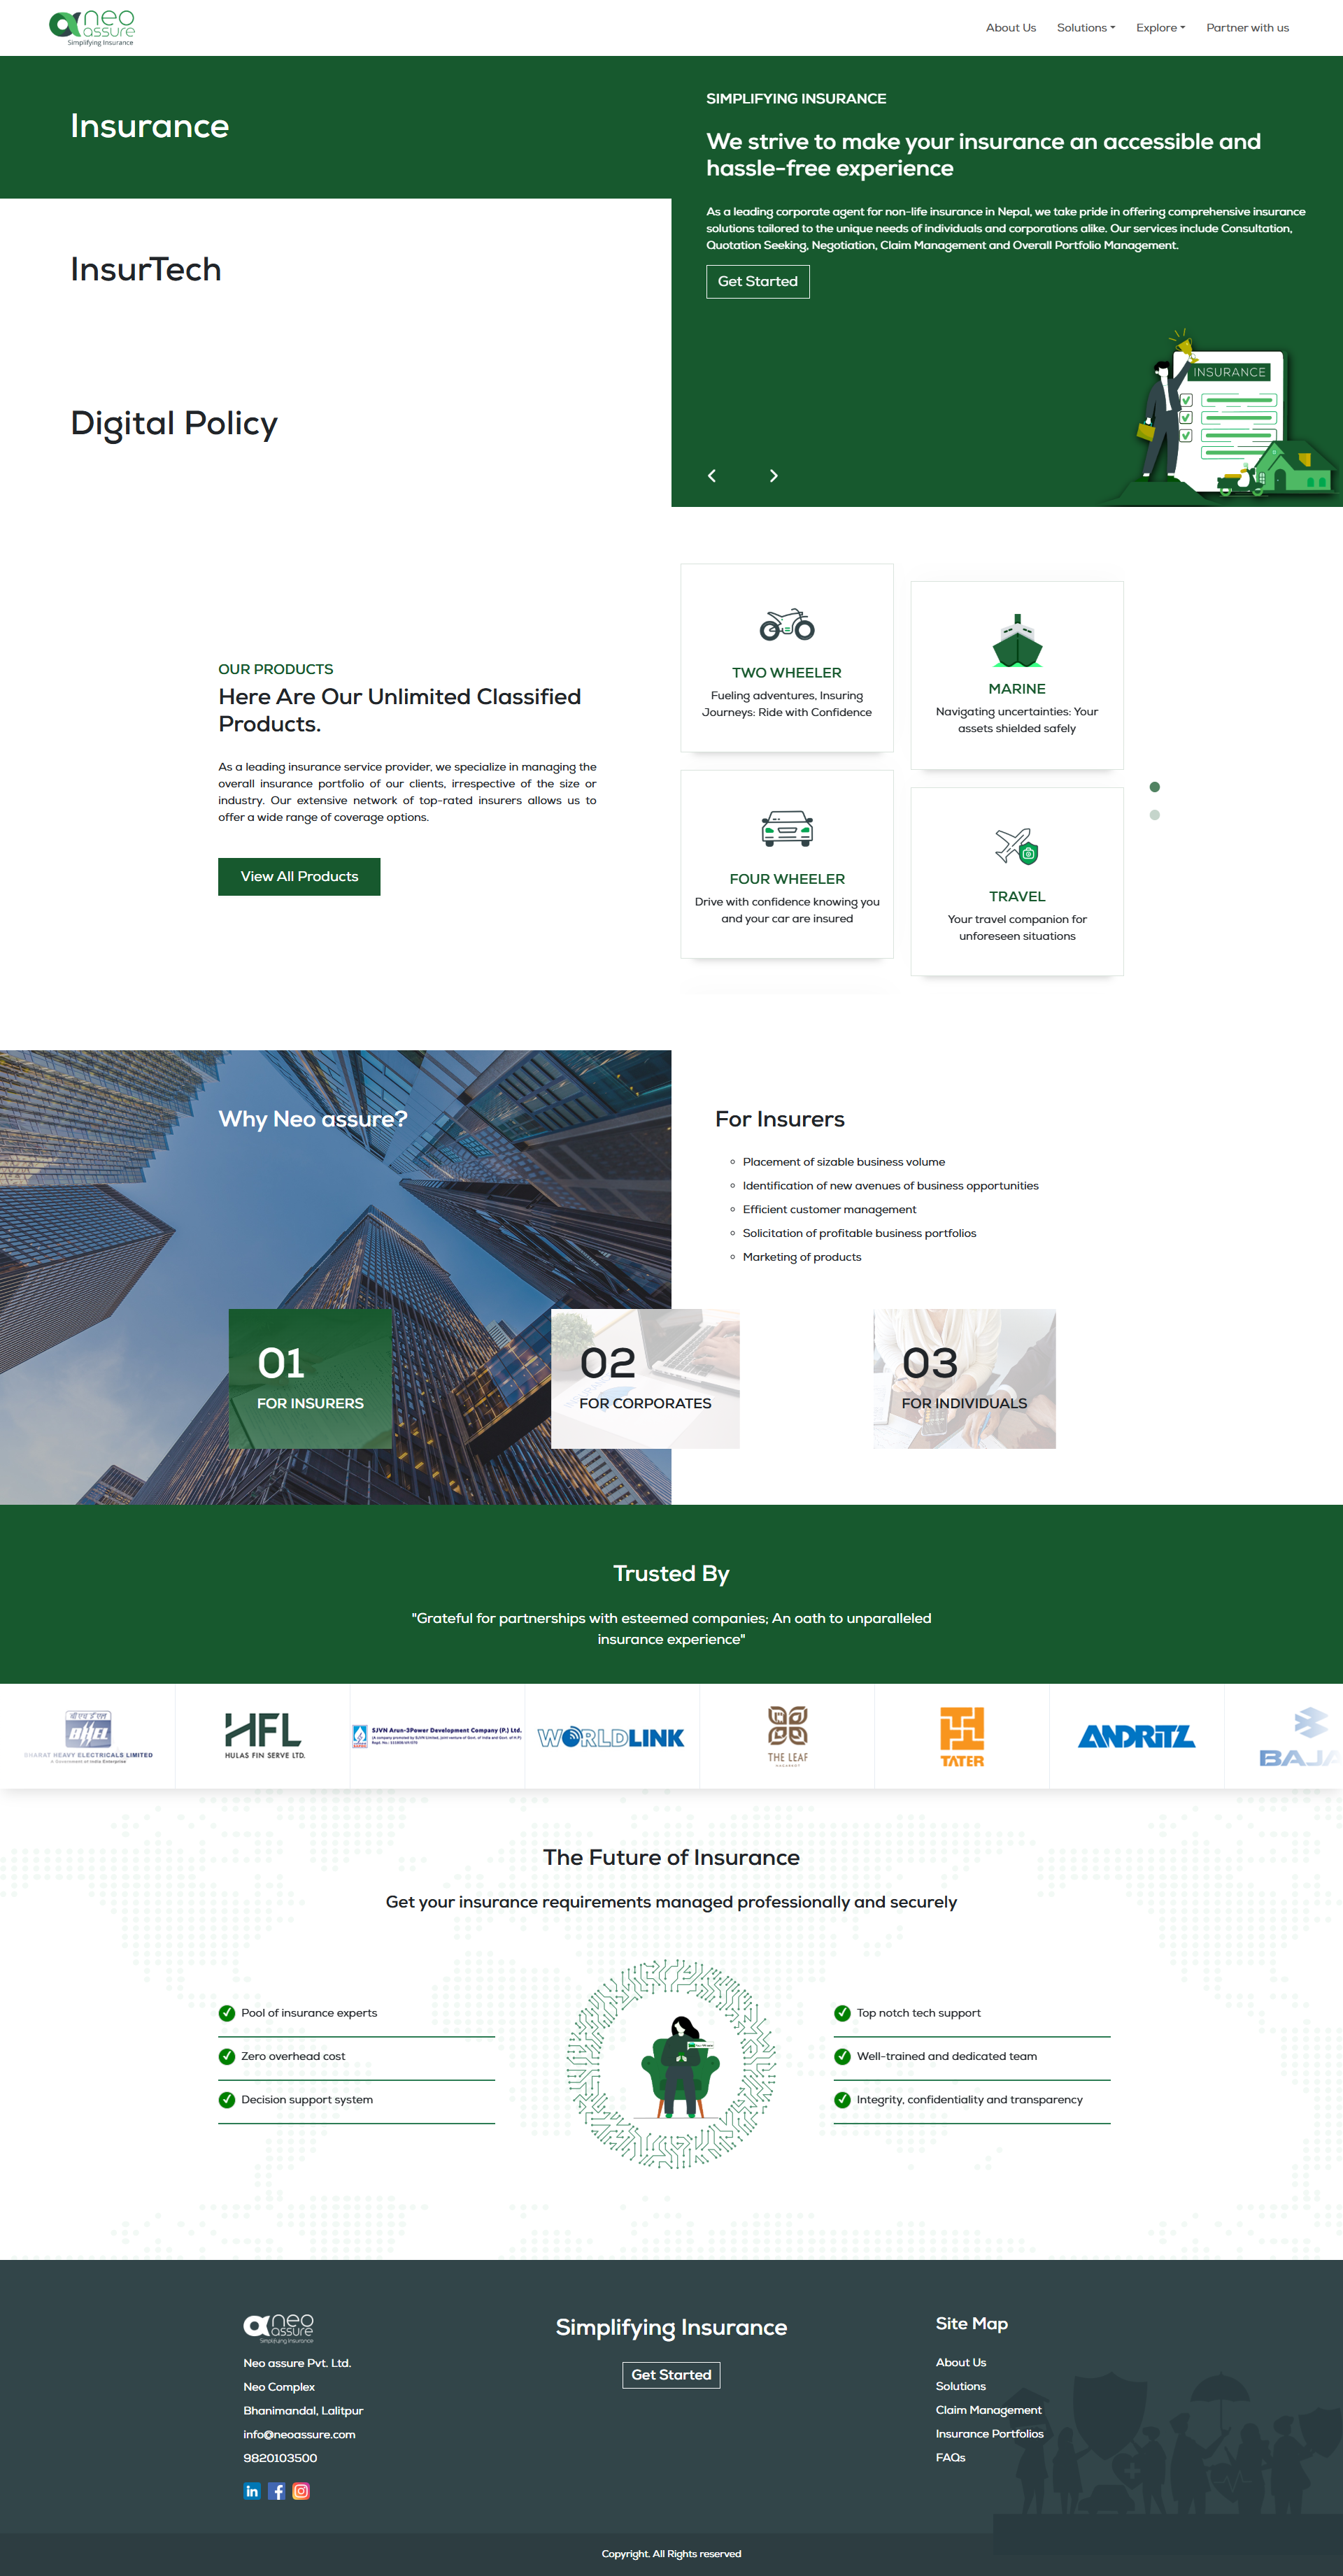 neo
assure
Simplifying Insurance
About Us
Solutions
Explore
Partner with us
Insurance
InsurTech
Digital Policy
SIMPLIFYING INSURANCE
We strive to make your insurance an accessible and
hassle-free experience
As a leading corporate agent for non-life insurance in Nepal, we take pride in offering comprehensive insurance
solutions tailored to the unique needs of individuals and corporations alike. Our services include Consultation,
Quotation Seeking, Negotiation, Claim Management and Overall Portfolio Management.
Get Started
INSURANCE
OUR PRODUCTS
Here Are Our Unlimited Classified
Products.
As a leading insurance service provider, we specialize in managing the
overall insurance portfolio of our clients, irrespective of the size or
industry. Our extensive network of top-rated insurers allows us to
offer a wide range of coverage options.
View All Products
TWO WHEELER
Fueling adventures, Insuring
Journeys: Ride with Confidence
MARINE
Navigating uncertainties: Your
assets shielded safely
FOUR WHEELER
Drive with confidence knowing you
and your car are insured
TRAVEL
Your travel companion for
unforeseen situations
Why Neo assure?
For Insurers
Placement of sizable business volume
Identification of new avenues of business opportunities
Efficient customer management
Solicitation of profitable business portfolios
Marketing of products
01
FOR INSURERS
02
FOR CORPORATES
03
FOR INDIVIDUALS
Trusted By
"Grateful for partnerships with esteemed companies; An oath to unparalleled
insurance experience"
BHEL
BHARAT HEAVY ELECTRICALS LIMITED
A Government of India Enterprise
HFL
HULAS FIN SERVE LTD.
SJVN Arun-3Power Development Company (P.) Ltd.
WORLDLINK
THE LEAF
TATER
ANDRITZ
BAJA
The Future of Insurance
Get your insurance requirements managed professionally and securely
Pool of insurance experts
Zero overhead cost
Decision support system
Top notch tech support
Well-trained and dedicated team
Integrity, confidentiality and transparency
neo
assure
Simplifying Insurance
Neo assure Pvt. Ltd.
Neo Complex
Bhanimandal, Lalitpur
info@neoassure.com
9820103500
Simplifying Insurance
Get Started
Site Map
About Us
Solutions
Claim Management
Insurance Portfolios
FAQs
Copyright. All Rights reserved